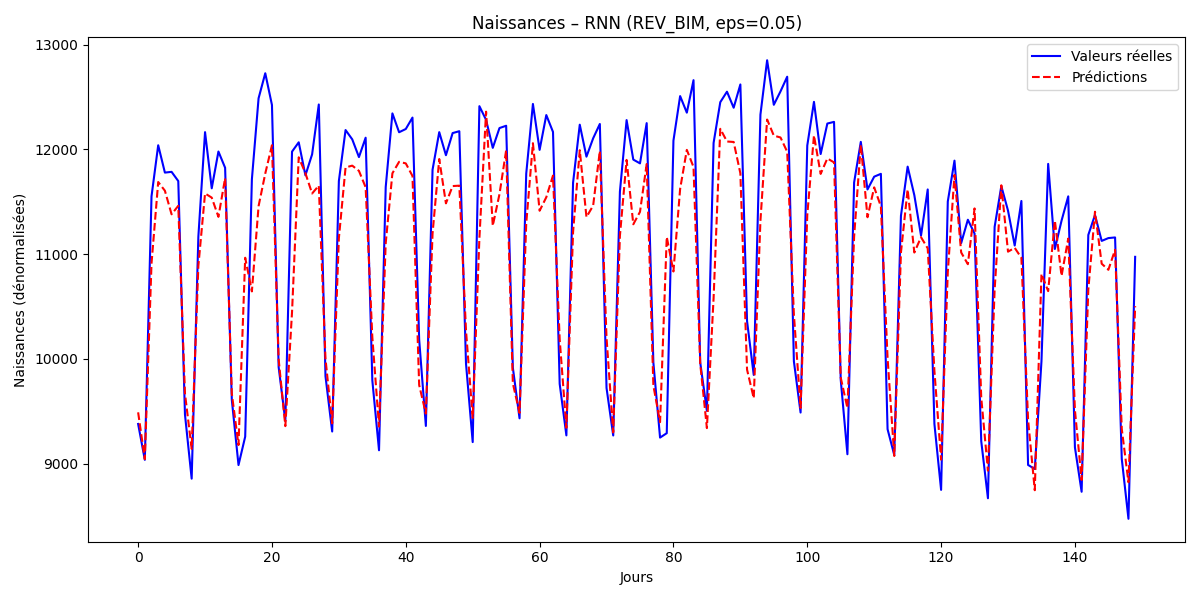 Naissances – RNN (REV_BIM, eps=0.05)
Valeurs réelles
Prédictions
Naissances (dénormalisées)
13000
12000
11000
10000
9000
0 20 40 60 80 100 120 140
Jours